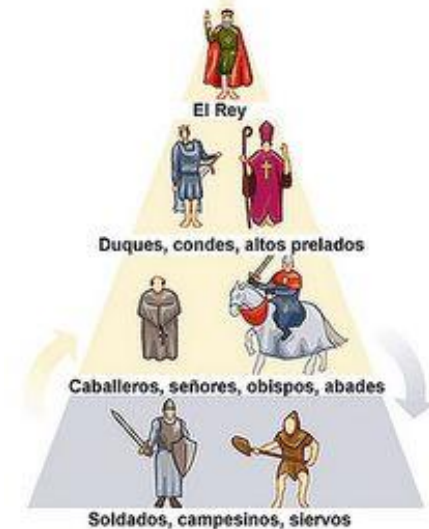 El Rey
Duques, condes, altos prelados
Caballeros, señores, obispos, abades
Soldados, campesinos, siervos